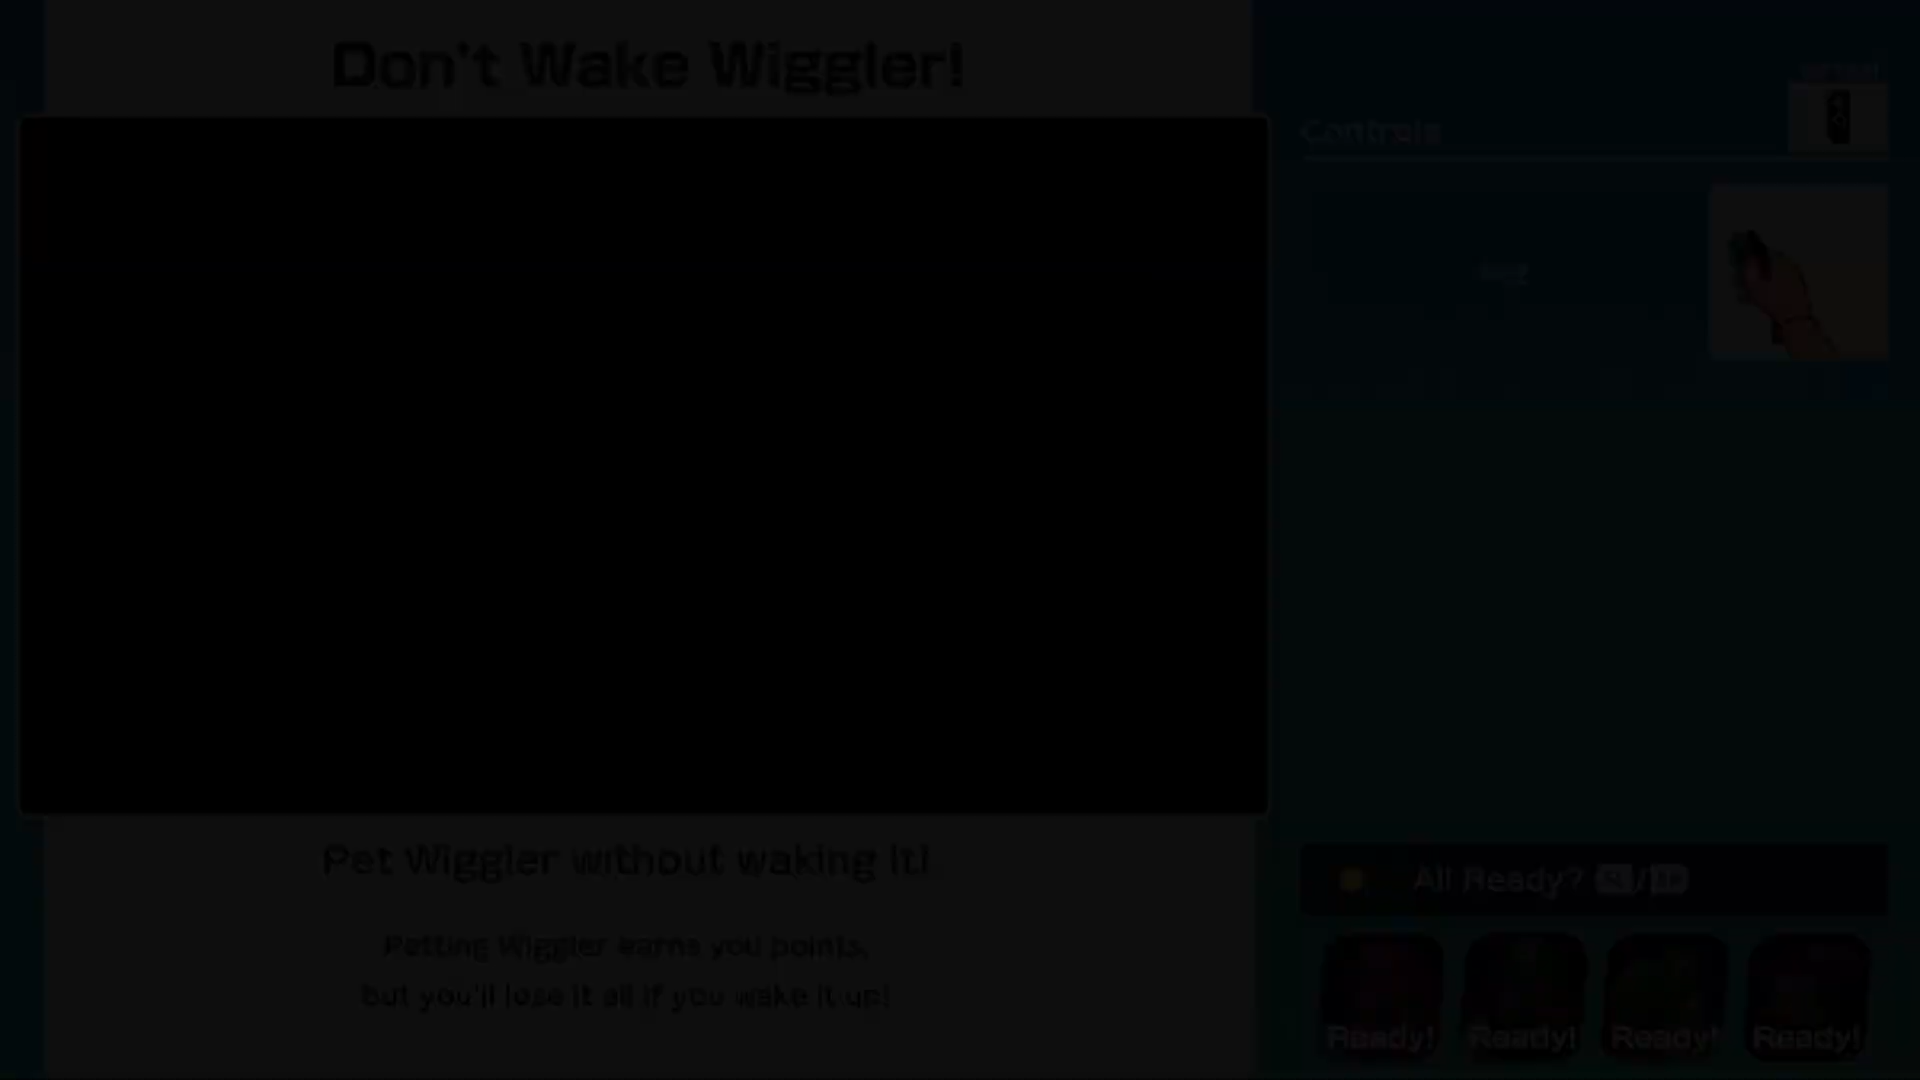 Don't Wake Wiggler!
Controls
Pet Wiggler without waking it!
Petting Wiggler earns you points,
but you'll lose it all if you wake it up!
All Ready?
Ready! Ready! Ready! Ready!